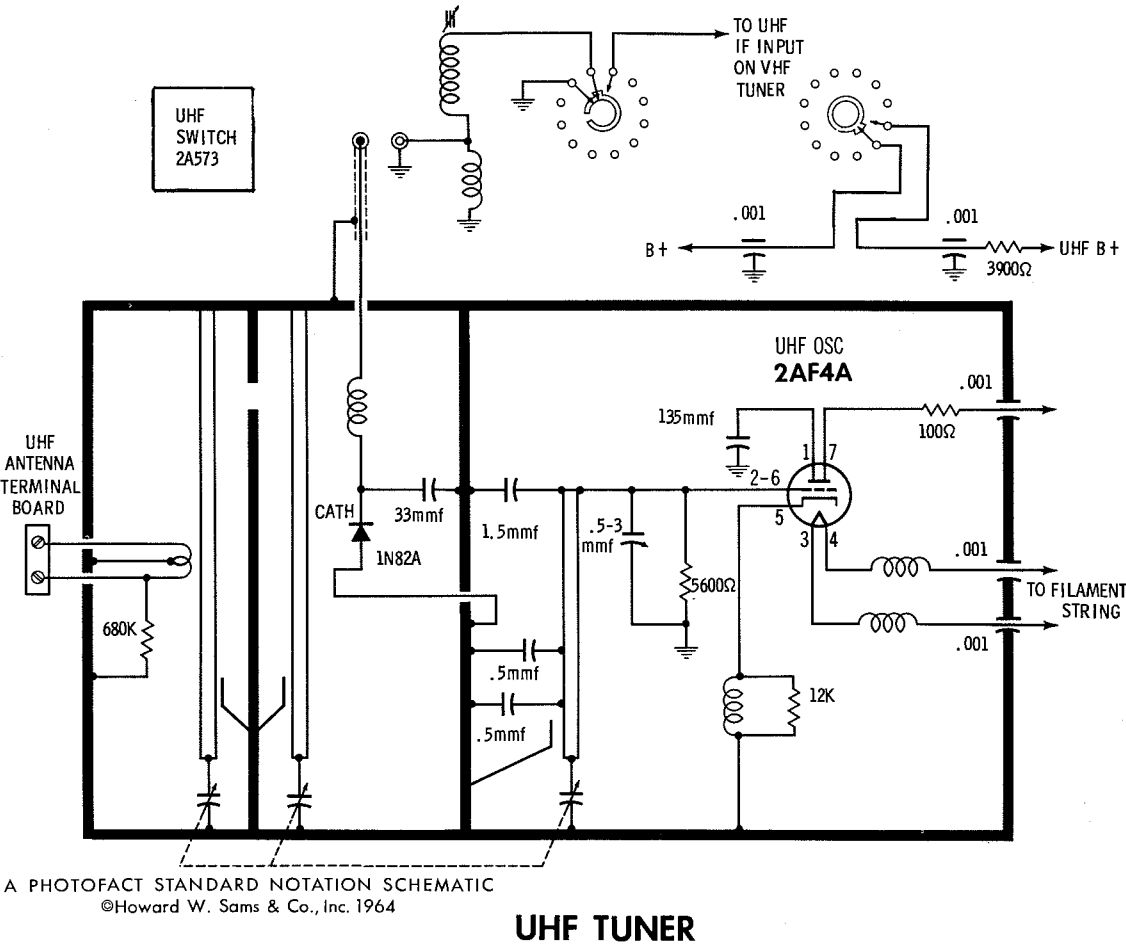 TO UHF
IF INPUT
ON VHF
TUNER
UHF
SWITCH
2A573
.001
.001
B+
UHF B+
3900Ω
UHF OSC
2AF4A
.001
135mmf
100Ω
1 7
UHF
ANTENNA
TERMINAL
BOARD
2-6
5
CATH
33mmf
1.5mmf
.5-3
mmf
3 4
1N82A
.001
5600Ω
TO FILAMENT
STRING
680K
.001
.5mmf
12K
.5mmf
A PHOTOFACT STANDARD NOTATION SCHEMATIC
©Howard W. Sams & Co., Inc. 1964
UHF TUNER